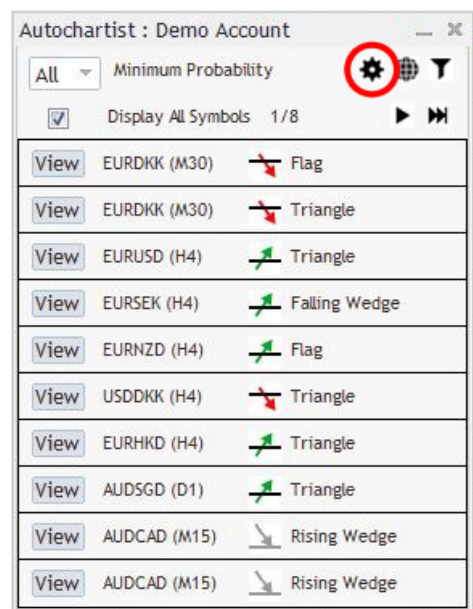 Autochartist : Demo Account
All Minimum Probability
Display All Symbols 1/8
View EURDKK (M30) Flag
View EURDKK (M30) Triangle
View EURUSD (H4) Triangle
View EURSEK (H4) Falling Wedge
View EURNZD (H4) Flag
View USDDKK (H4) Triangle
View EURHKD (H4) Triangle
View AUDSGD (D1) Triangle
View AUDCAD (M15) Rising Wedge
View AUDCAD (M15) Rising Wedge